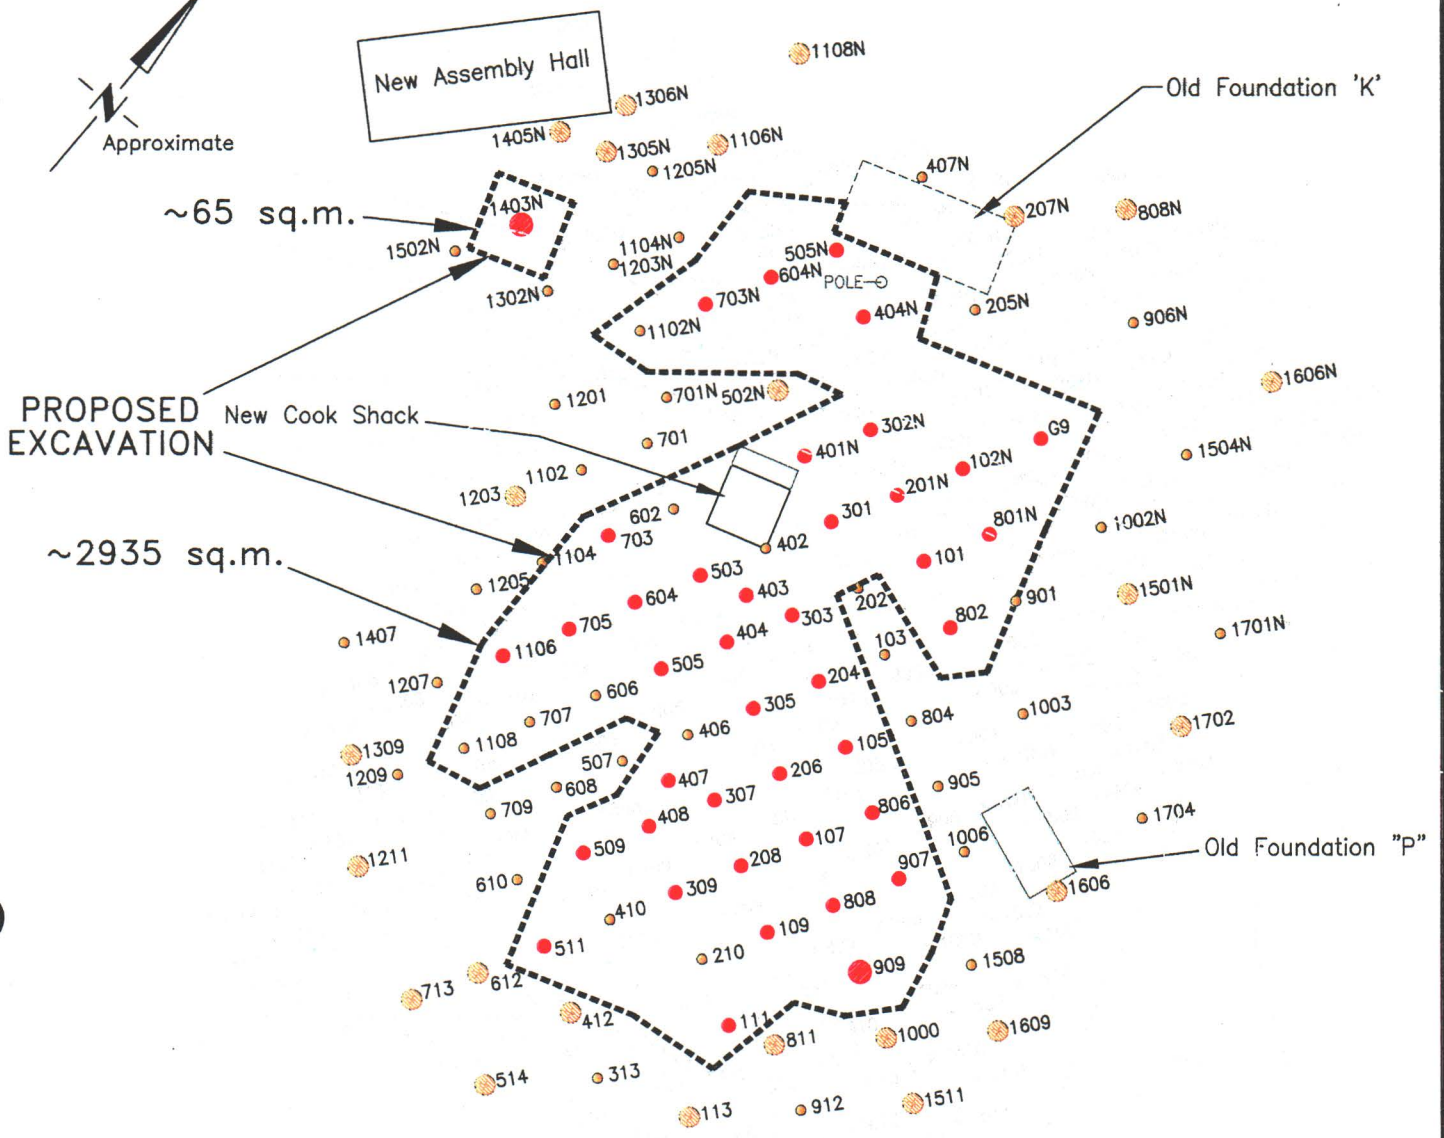 N
Approximate
New Assembly Hall
1108N
1306N
Old Foundation 'K'
1405N
1305N
1106N
1205N
407N
~65 sq.m.
1403N
207N
808N
1502N
1104N
505N
1203N
604N
POLE
1302N
703N
404N
205N
906N
1102N
1606N
PROPOSED
EXCAVATION
New Cook Shack
1201
701N
502N
302N
G9
701
401N
102N
1504N
1102
201N
1203
602
301
801N
1002N
~2935 sq.m.
703
402
1104
101
1205
503
403
202
901
1501N
604
303
802
705
404
103
1701N
1407
1106
505
204
1207
606
305
707
406
804
1003
1702
1309
1108
105
1209
507
407
206
608
905
709
307
806
1704
408
107
1006
Old Foundation "P"
1211
509
208
907
610
309
808
1606
410
109
511
210
909
1508
612
713
412
111
811
1000
1609
514
313
113
912
1511